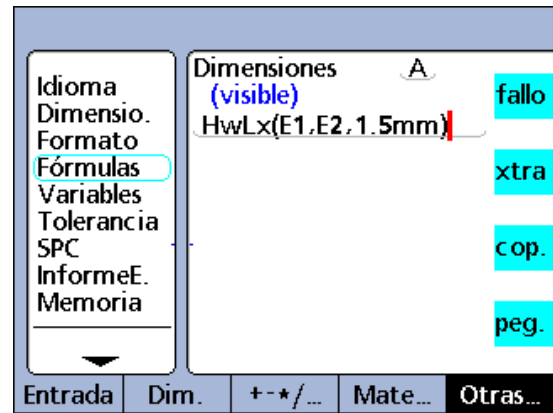 Idioma
Dimensio.
Formato
Fórmulas
Variables
Tolerancia
SPC
InformeE.
Memoria
Dimensiones A
(visible)
HwLx(E1,E2,1.5mm)
fallo
xtra
cop.
peg.
Entrada Dim. +-*/... Mate... Otras...